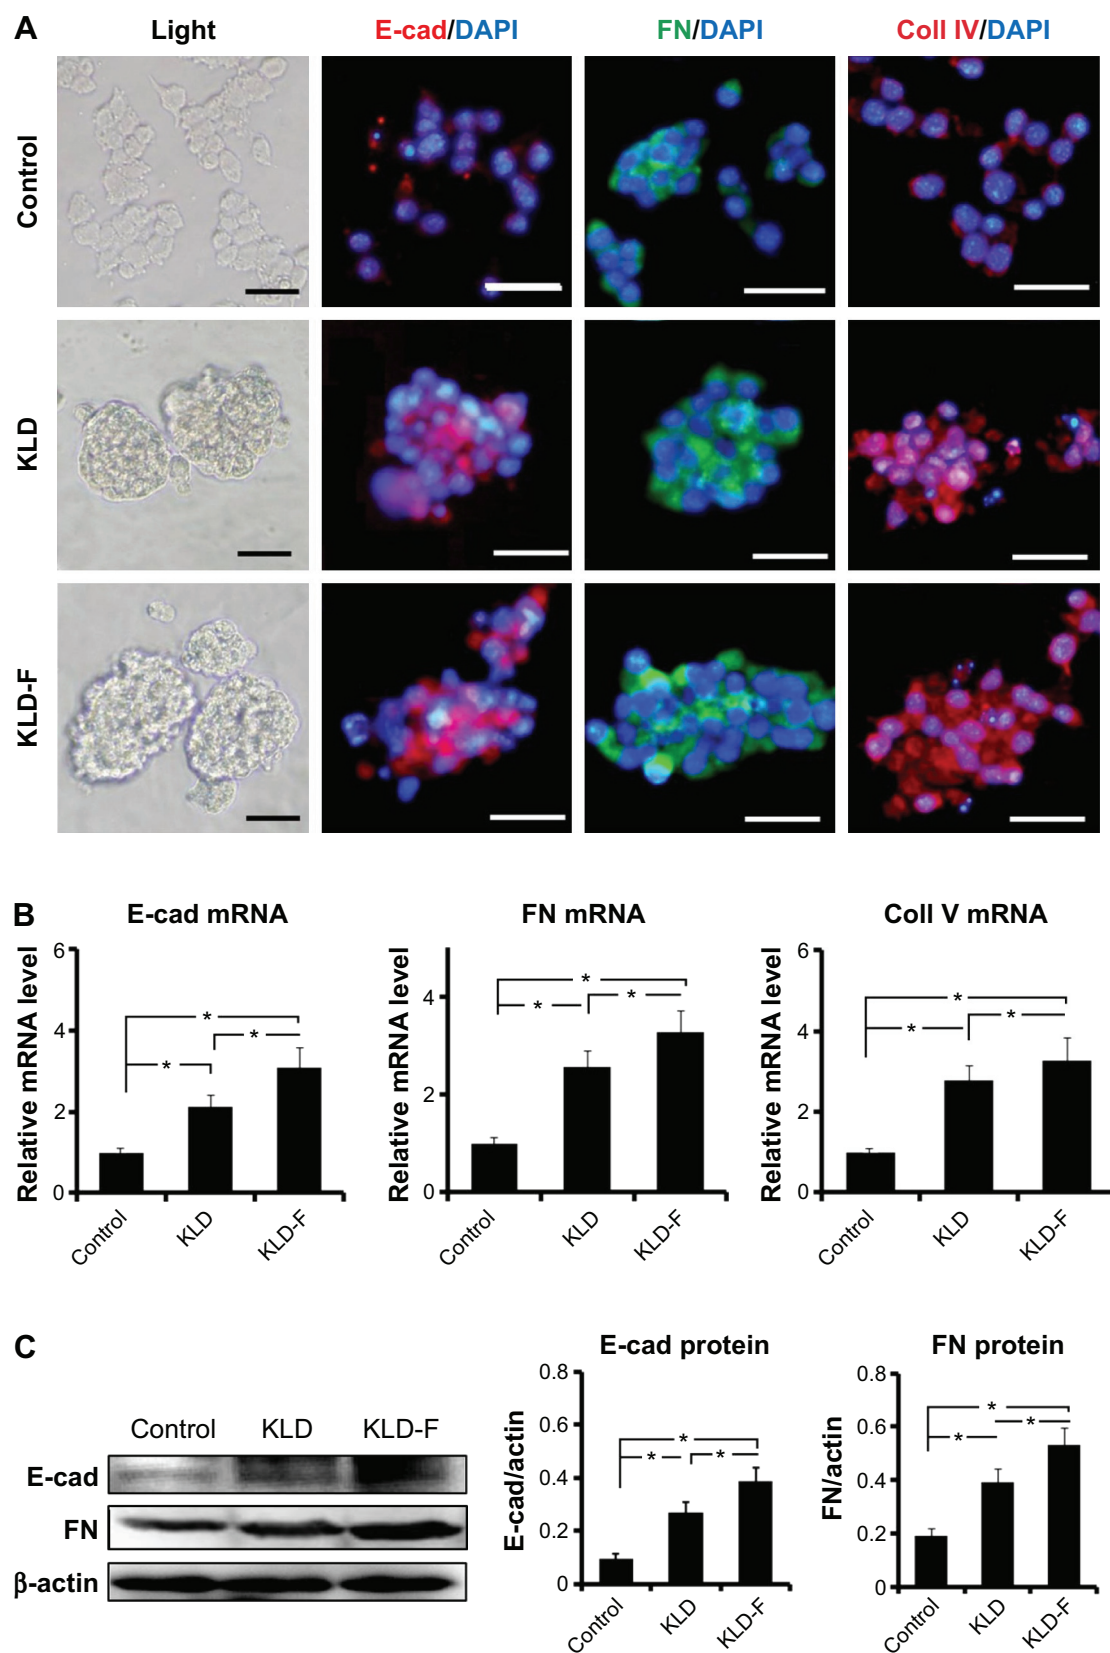 A
Light
E-cad/DAPI
FN/DAPI
Coll IV/DAPI
Control
KLD
KLD-F
B
E-cad mRNA
Relative mRNA level
6
4
2
0
* * *
Control
KLD
KLD-F
FN mRNA
Relative mRNA level
4
2
0
* * *
Control
KLD
KLD-F
Coll V mRNA
Relative mRNA level
6
4
2
0
* * *
Control
KLD
KLD-F
C
Control KLD KLD-F
E-cad
FN
β-actin
E-cad protein
E-cad/actin
0.8
0.6
0.4
0.2
0
* * *
Control
KLD
KLD-F
FN protein
FN/actin
0.8
0.6
0.4
0.2
0
* * *
Control
KLD
KLD-F